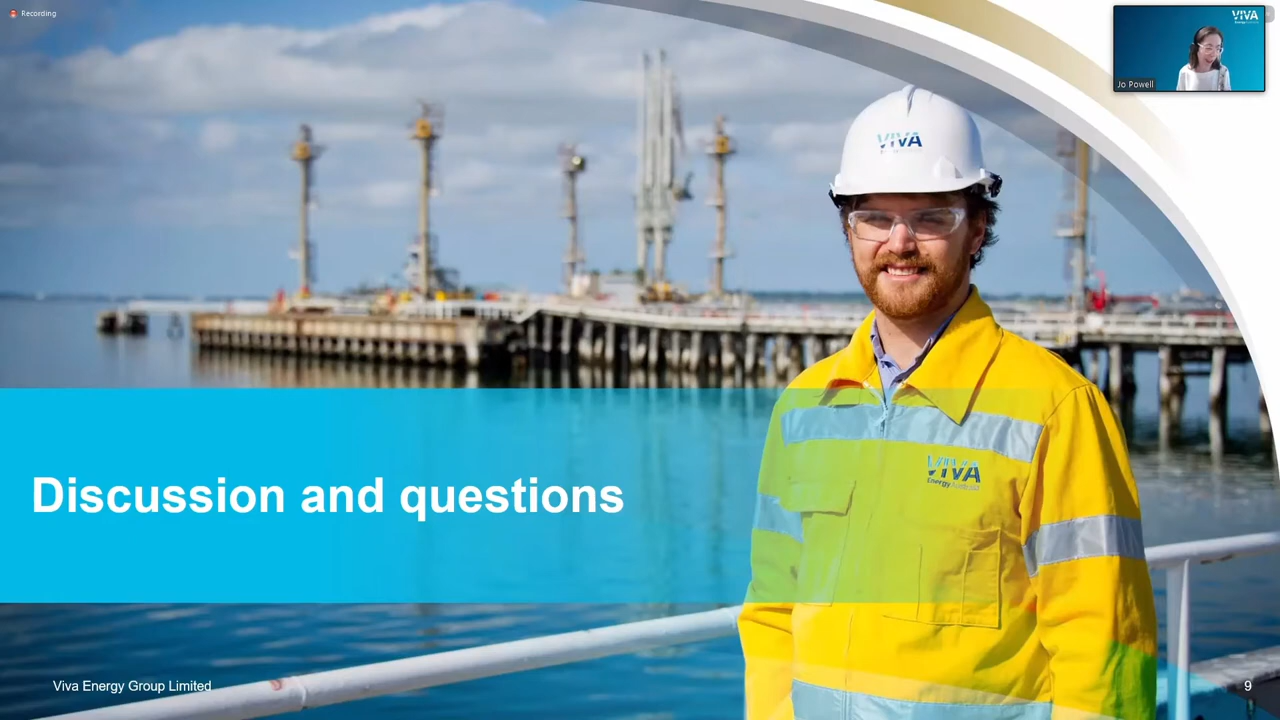 Recording
VIVA
Jo Powell
VIVA
VIVA
Energy Australia
Discussion and questions
Viva Energy Group Limited
9